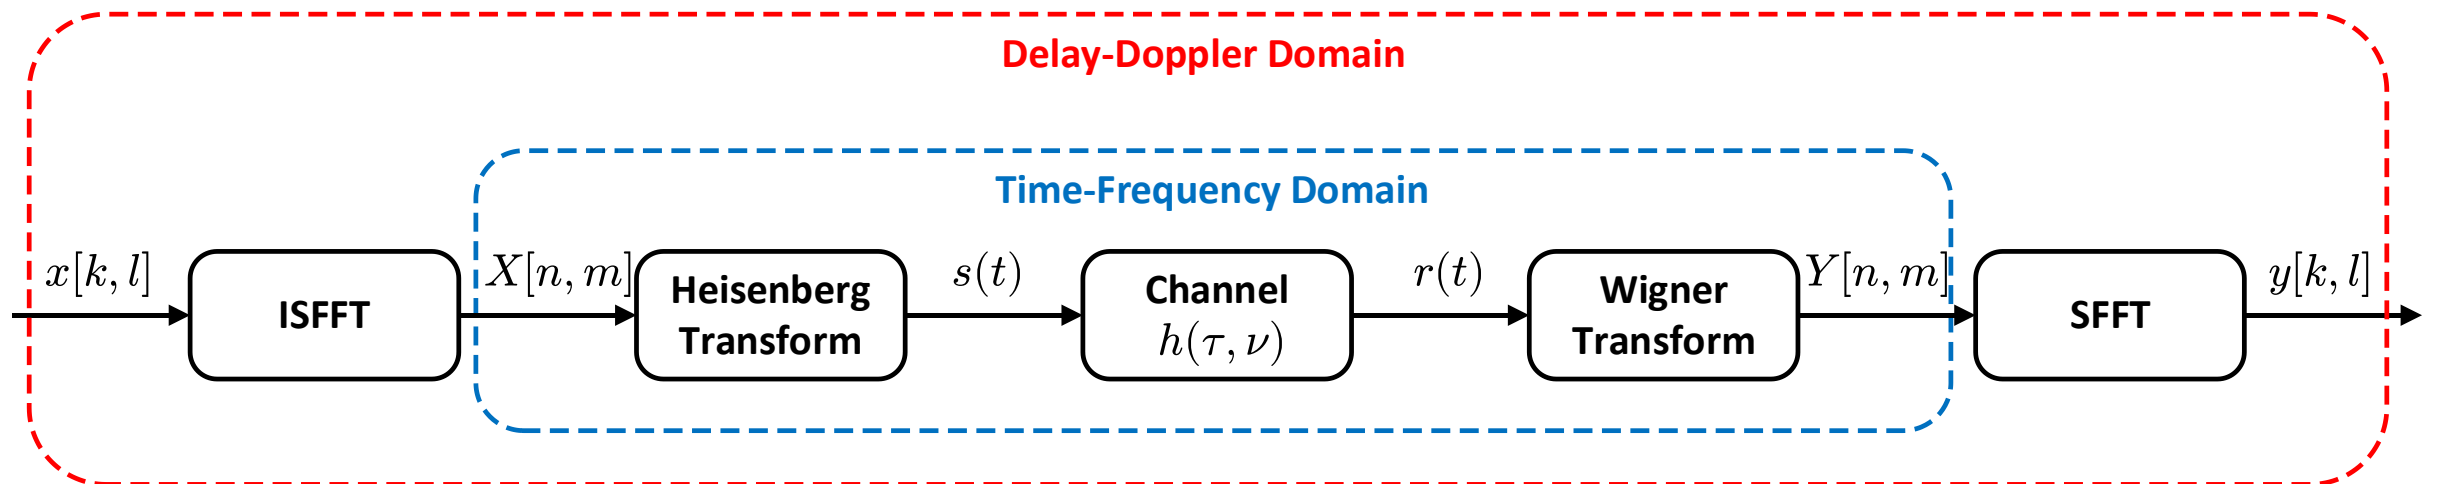 Delay-Doppler Domain
Time-Frequency Domain
x[k, l]
ISFFT
X[n, m]
Heisenberg
Transform
s(t)
Channel
h(τ, ν)
r(t)
Wigner
Transform
Y[n, m]
SFFT
y[k, l]